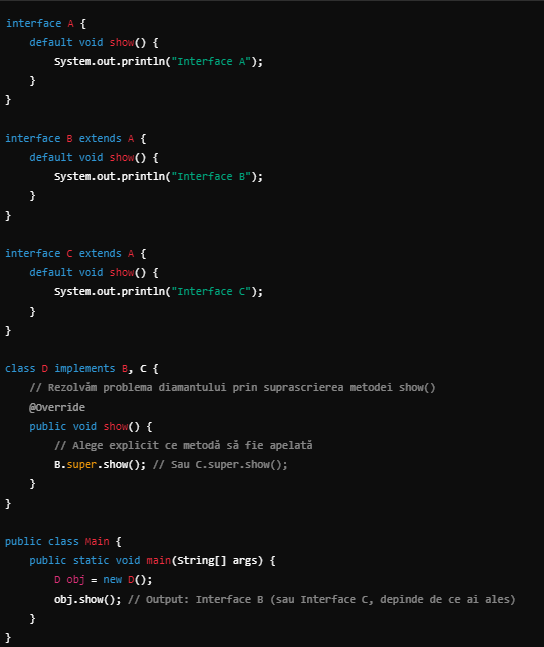 interface A {
    default void show() {
        System.out.println("Interface A");
    }
}

interface B extends A {
    default void show() {
        System.out.println("Interface B");
    }
}

interface C extends A {
    default void show() {
        System.out.println("Interface C");
    }
}

class D implements B, C {
    // Rezolvăm problema diamantului prin suprascrierea metodei show()
    @Override
    public void show() {
        // Alege explicit ce metodă să fie apelată
        B.super.show(); // Sau C.super.show();
    }
}

public class Main {
    public static void main(String[] args) {
        D obj = new D();
        obj.show(); // Output: Interface B (sau Interface C, depinde de ce ai ales)
    }
}